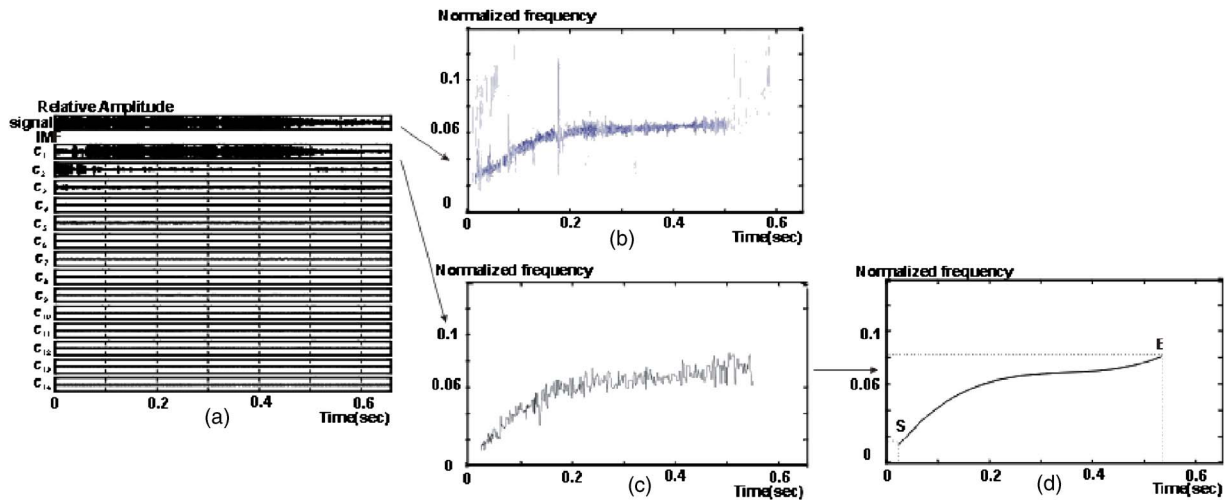 Relative Amplitude
signal
IMF
C1
C2
C3
C4
C5
C6
C7
C8
C9
C10
C11
C12
C13
C14
0 0.2 0.4 0.6
Time(sec)
(a)
Normalized frequency
0.1
0.06
0
0 0.2 0.4 0.6
Time(sec)
(b)
Normalized frequency
0.1
0.06
0
0 0.2 0.4 0.6
Time(sec)
(c)
Normalized frequency
0.1
0.06
0
S
E
0 0.2 0.4 0.6
Time(sec)
(d)